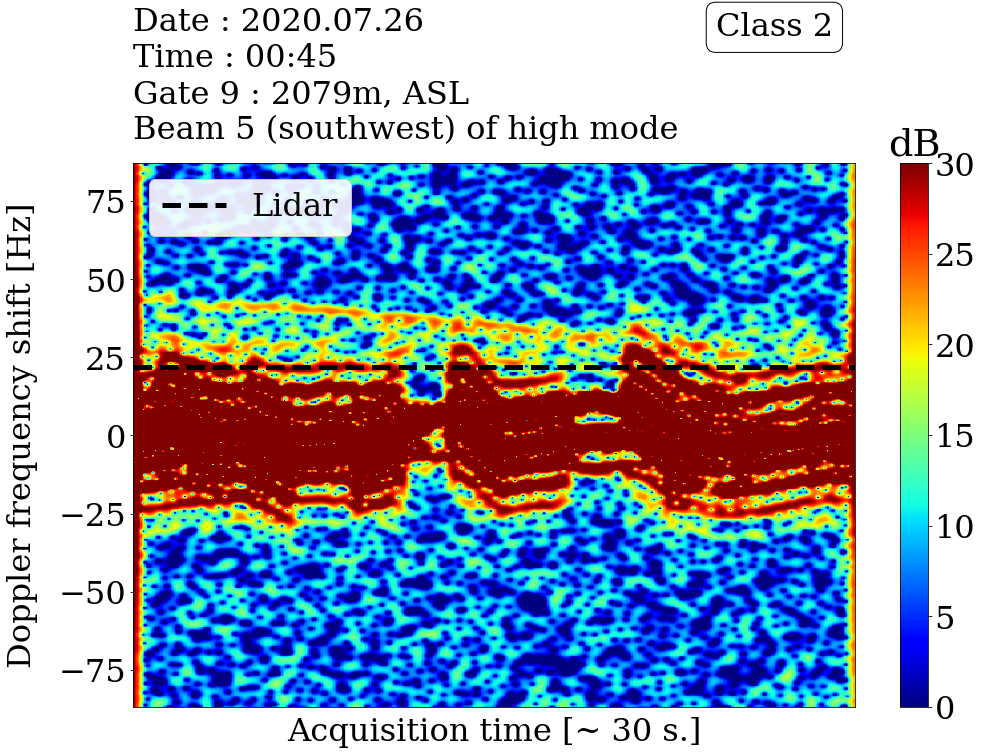 Date : 2020.07.26
Time : 00:45
Gate 9 : 2079m, ASL
Beam 5 (southwest) of high mode
Class 2
dB
Lidar
Doppler frequency shift [Hz]
75
50
25
0
−25
−50
−75
30
25
20
15
10
5
0
Acquisition time [~ 30 s.]